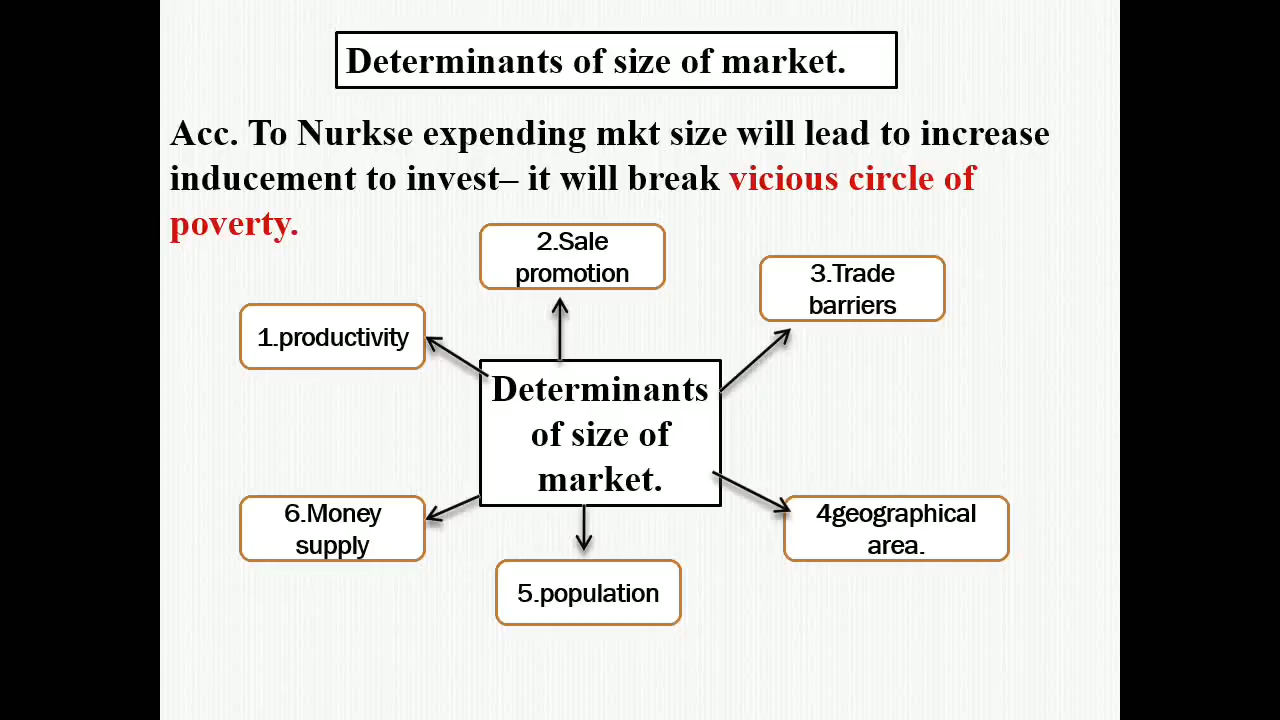 Determinants of size of market.
Acc. To Nurkse expending mkt size will lead to increase
inducement to invest– it will break vicious circle of
poverty.
2.Sale
promotion
3.Trade
barriers
1.productivity
Determinants
of size of
market.
6.Money
supply
4geographical
area.
5.population